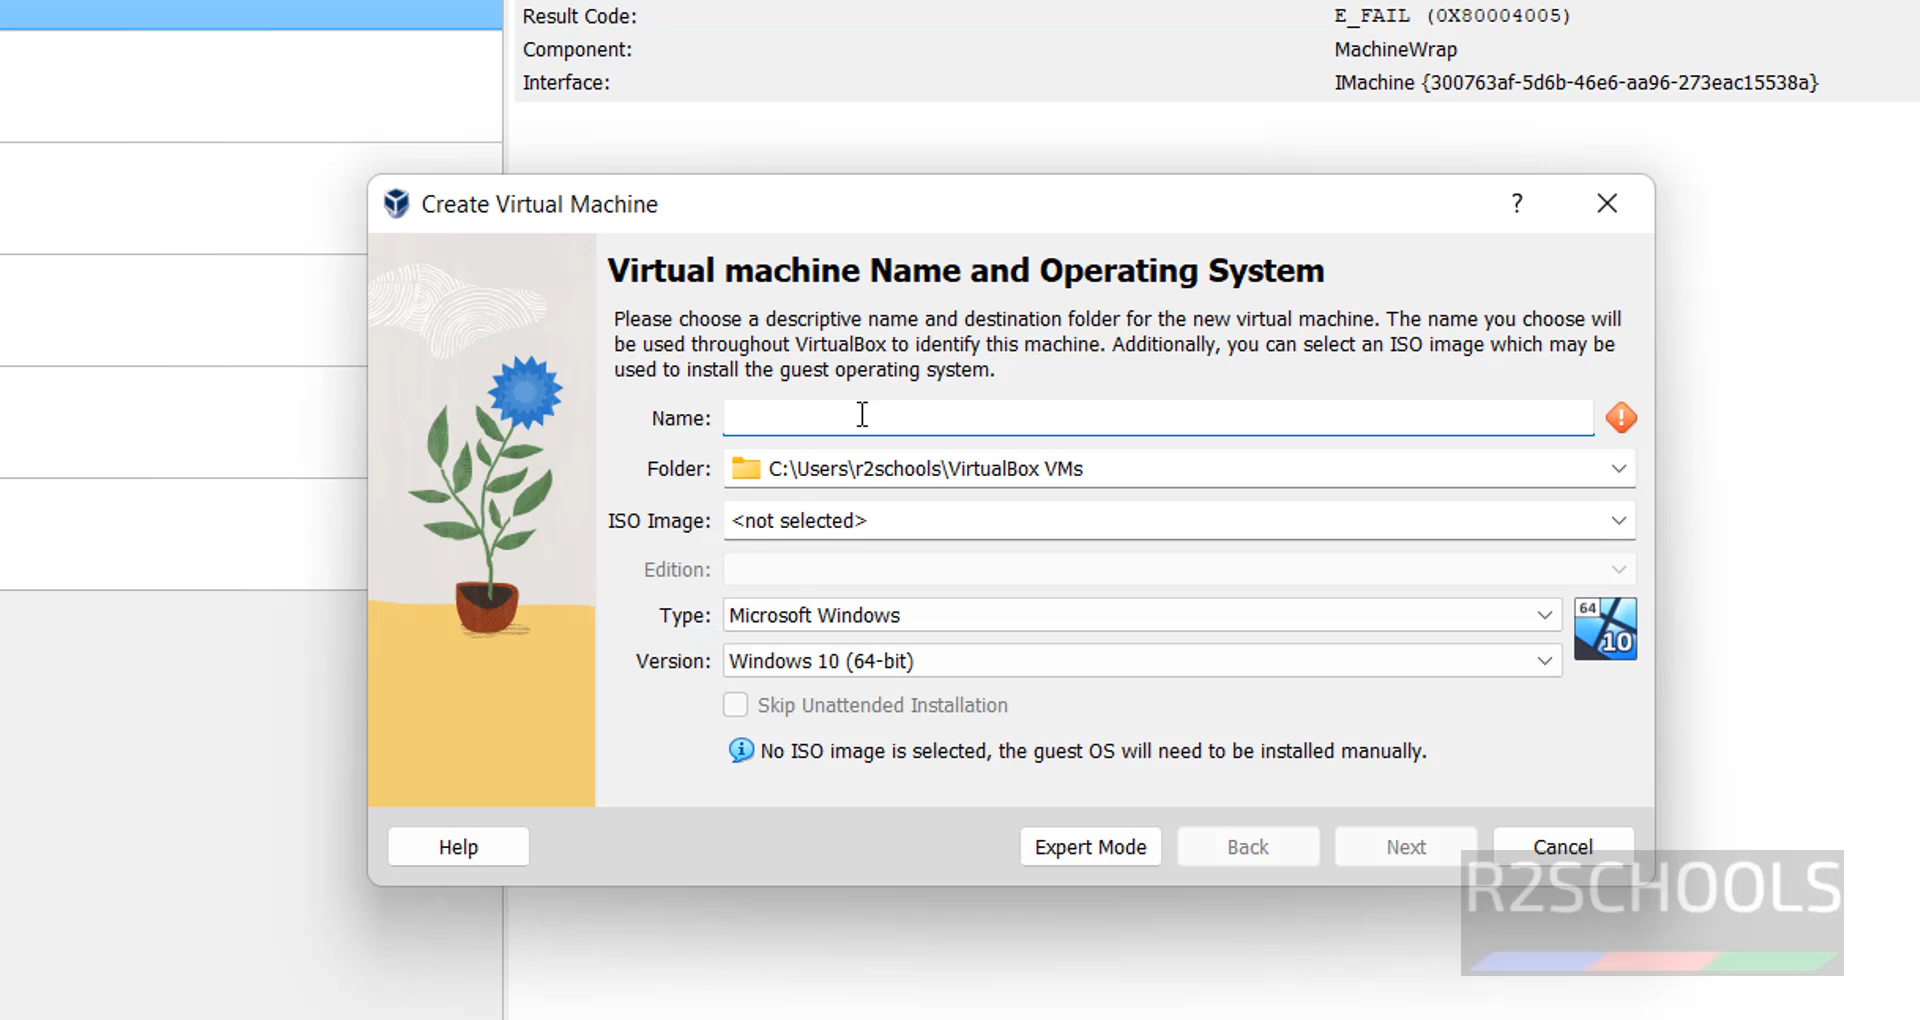 Result Code: E_FAIL (0X80004005)
Component: MachineWrap
Interface: IMachine {300763af-5d6b-46e6-aa96-273eac15538a}
Create Virtual Machine ?
Virtual machine Name and Operating System
Please choose a descriptive name and destination folder for the new virtual machine. The name you choose will
be used throughout VirtualBox to identify this machine. Additionally, you can select an ISO image which may be
used to install the guest operating system.
Name: !
Folder: C:\Users\r2schools\VirtualBox VMs
ISO Image: <not selected>
Edition:
Type: Microsoft Windows
64
10
Version: Windows 10 (64-bit)
Skip Unattended Installation
No ISO image is selected, the guest OS will need to be installed manually.
Help Expert Mode Back Next Cancel
R2SCHOOLS